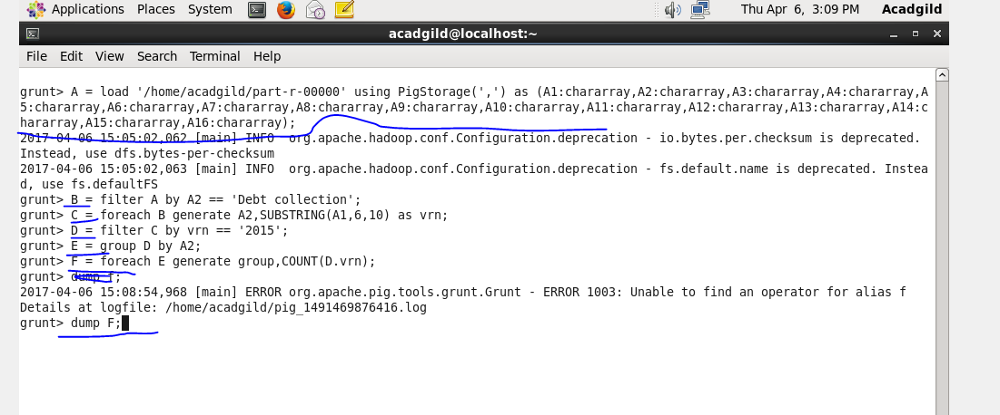 Applications Places System Thu Apr 6, 3:09 PM Acadgild
acadgild@localhost:~
File Edit View Search Terminal Help
grunt> A = load '/home/acadgild/part-r-00000' using PigStorage(',') as (A1:chararray,A2:chararray,A3:chararray,A4:chararray,A
5:chararray,A6:chararray,A7:chararray,A8:chararray,A9:chararray,A10:chararray,A11:chararray,A12:chararray,A13:chararray,A14:c
hararray,A15:chararray,A16:chararray);
2017-04-06 15:05:02,062 [main] INFO  org.apache.hadoop.conf.Configuration.deprecation - io.bytes.per.checksum is deprecated.
Instead, use dfs.bytes-per-checksum
2017-04-06 15:05:02,063 [main] INFO  org.apache.hadoop.conf.Configuration.deprecation - fs.default.name is deprecated. Instea
d, use fs.defaultFS
grunt> B = filter A by A2 == 'Debt collection';
grunt> C = foreach B generate A2,SUBSTRING(A1,6,10) as vrn;
grunt> D = filter C by vrn == '2015';
grunt> E = group D by A2;
grunt> F = foreach E generate group,COUNT(D.vrn);
grunt> dump f;
2017-04-06 15:08:54,968 [main] ERROR org.apache.pig.tools.grunt.Grunt - ERROR 1003: Unable to find an operator for alias f
Details at logfile: /home/acadgild/pig_1491469876416.log
grunt> dump F;